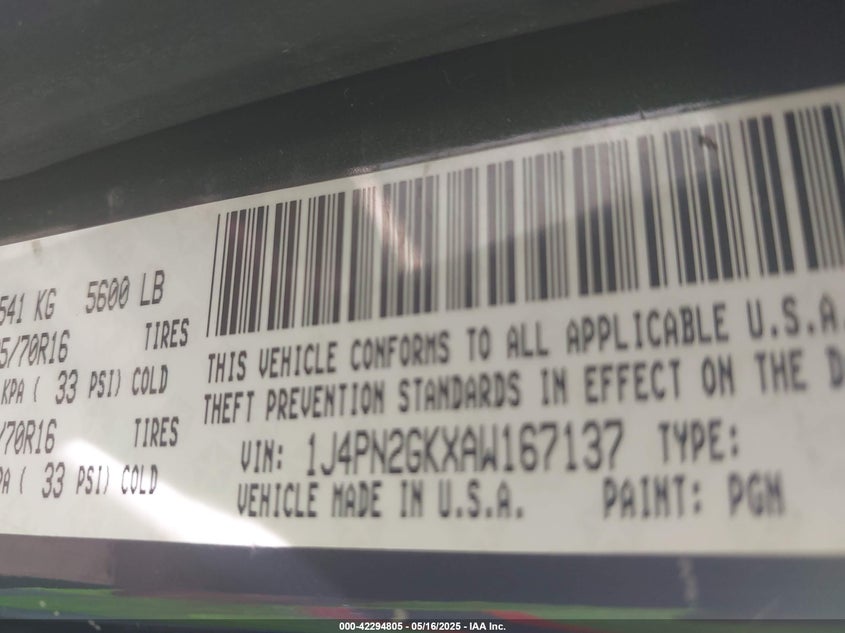 541 KG 5600 LB
5/70R16 TIRES
KPA ( 33 PSI) COLD
/70R16 TIRES
PA ( 33 PSI) COLD
THIS VEHICLE CONFORMS TO ALL APPLICABLE U.S.A.
THEFT PREVENTION STANDARDS IN EFFECT ON THE D
VIN: 1J4PN2GKXAW167137 TYPE:
VEHICLE MADE IN U.S.A. PAINT: PGM
000-42294805 - 05/16/2025 - IAA Inc.